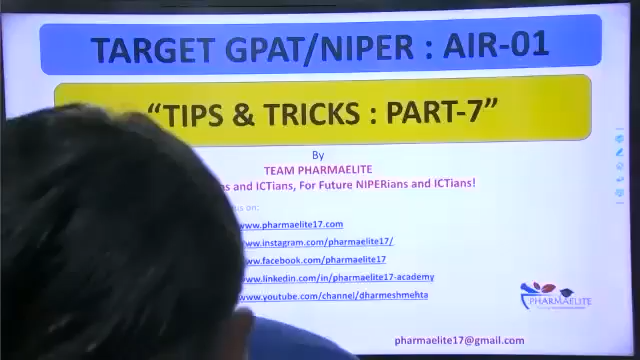 TARGET GPAT/NIPER : AIR-01
“TIPS & TRICKS : PART-7”
By
TEAM PHARMAELITE
and ICTians, For Future NIPERians and ICTians!
on:
www.pharmaelite17.com
www.instagram.com/pharmaelite17/
www.facebook.com/pharmaelite17
www.linkedin.com/in/pharmaelite17-academy
www.youtube.com/channel/dharmeshmehta
PHARMAELITE
pharmaelite17@gmail.com